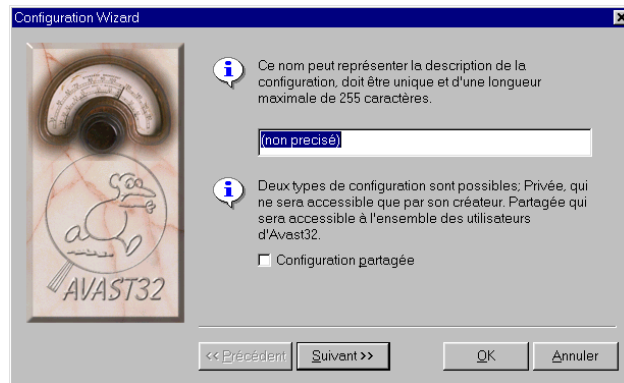 Configuration Wizard
Ce nom peut représenter la description de la
configuration, doit être unique et d'une longueur
maximale de 255 caractères.
(non precisé)
Deux types de configuration sont possibles; Privée, qui
ne sera accessible que par son créateur. Partagée qui
sera accessible à l'ensemble des utilisateurs
d'Avast32.
Configuration partagée
AVAST32
<< Précédent Suivant >> OK Annuler